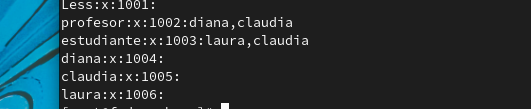 Less:x:1001:
profesor:x:1002:diana,claudia
estudiante:x:1003:laura,claudia
diana:x:1004:
claudia:x:1005:
laura:x:1006: